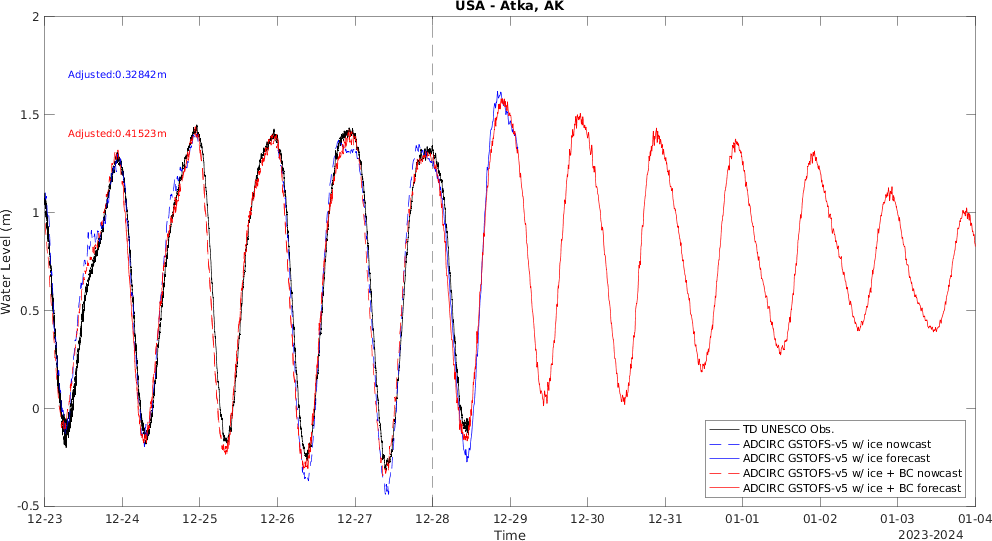 USA - Atka, AK
2
1.5
1
0.5
0
-0.5
Water Level (m)
Adjusted:0.32842m
Adjusted:0.41523m
TD UNESCO Obs.
ADCIRC GSTOFS-v5 w/ ice nowcast
ADCIRC GSTOFS-v5 w/ ice forecast
ADCIRC GSTOFS-v5 w/ ice + BC nowcast
ADCIRC GSTOFS-v5 w/ ice + BC forecast
12-23 12-24 12-25 12-26 12-27 12-28 12-29 12-30 12-31 01-01 01-02 01-03 01-04
Time
2023-2024